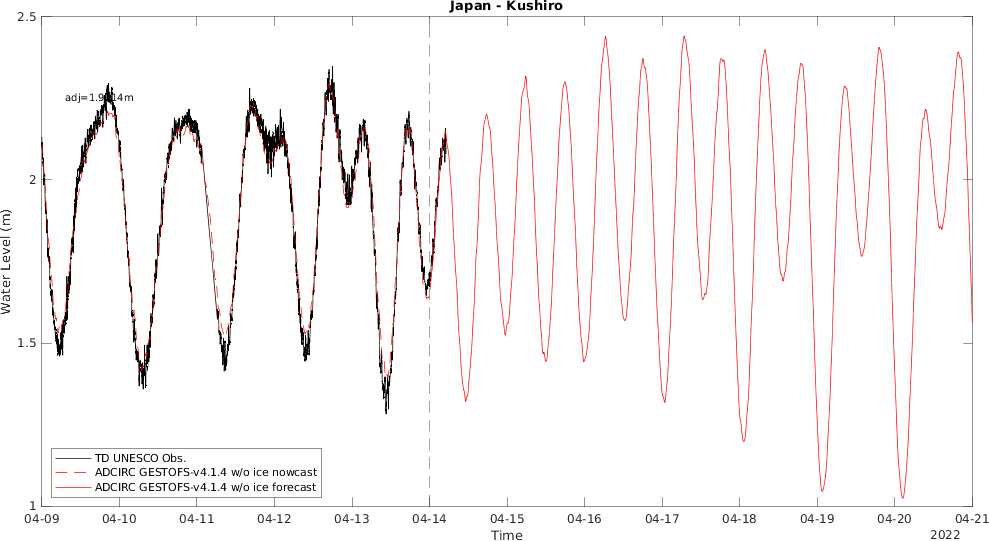 Japan - Kushiro
2.5
2
1.5
1
Water Level (m)
TD UNESCO Obs.
ADCIRC GESTOFS-v4.1.4 w/o ice nowcast
ADCIRC GESTOFS-v4.1.4 w/o ice forecast
04-09 04-10 04-11 04-12 04-13 04-14 04-15 04-16 04-17 04-18 04-19 04-20 04-21
Time
2022